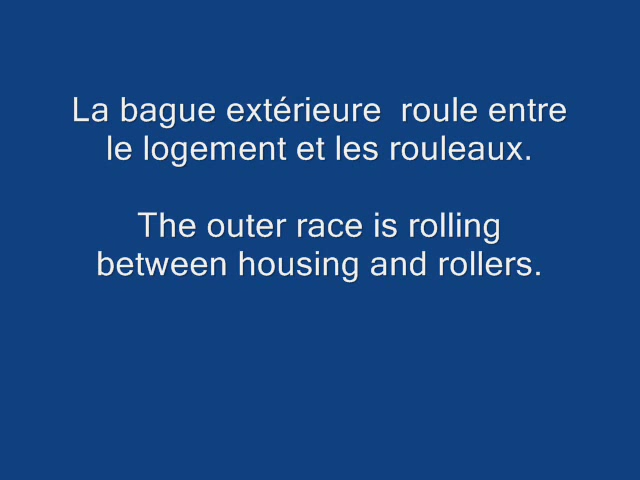 La bague extérieure  roule entre
le logement et les rouleaux.
The outer race is rolling
between housing and rollers.